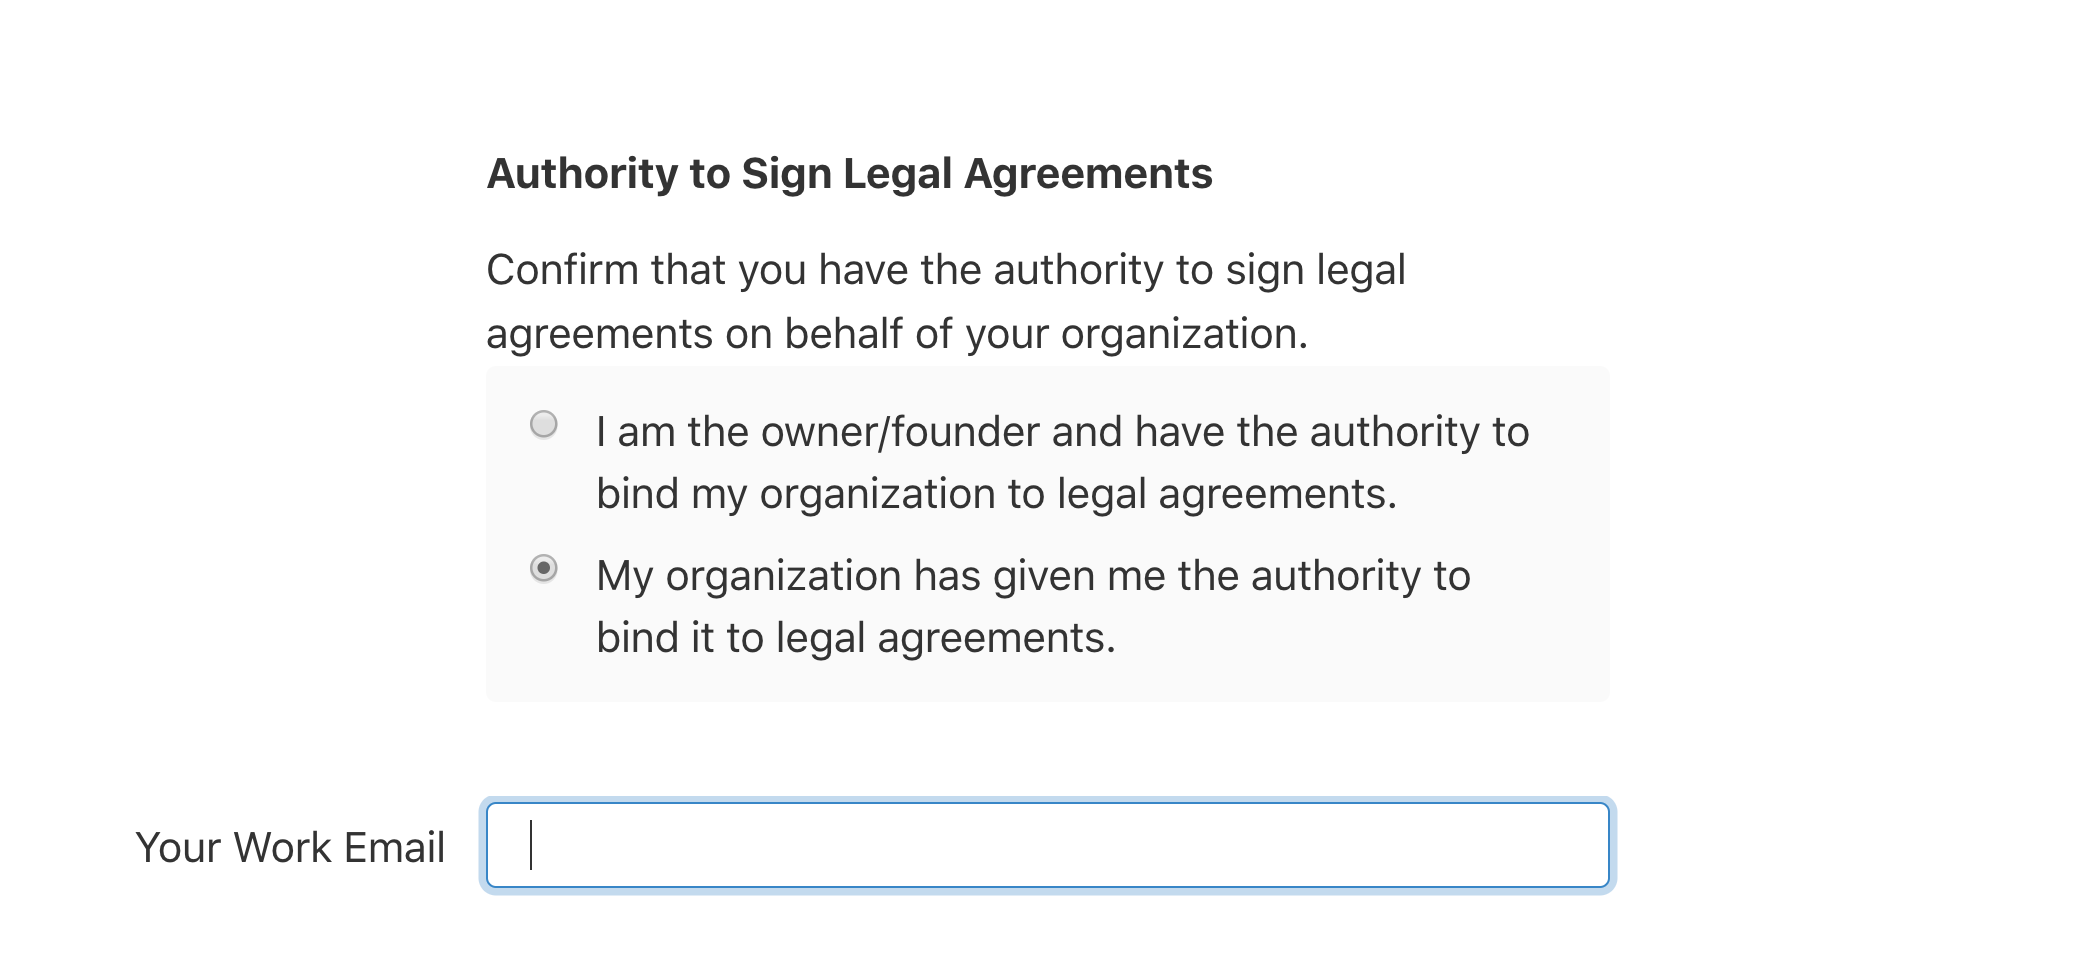 Authority to Sign Legal Agreements
Confirm that you have the authority to sign legal
agreements on behalf of your organization.
I am the owner/founder and have the authority to
bind my organization to legal agreements.
My organization has given me the authority to
bind it to legal agreements.
Your Work Email